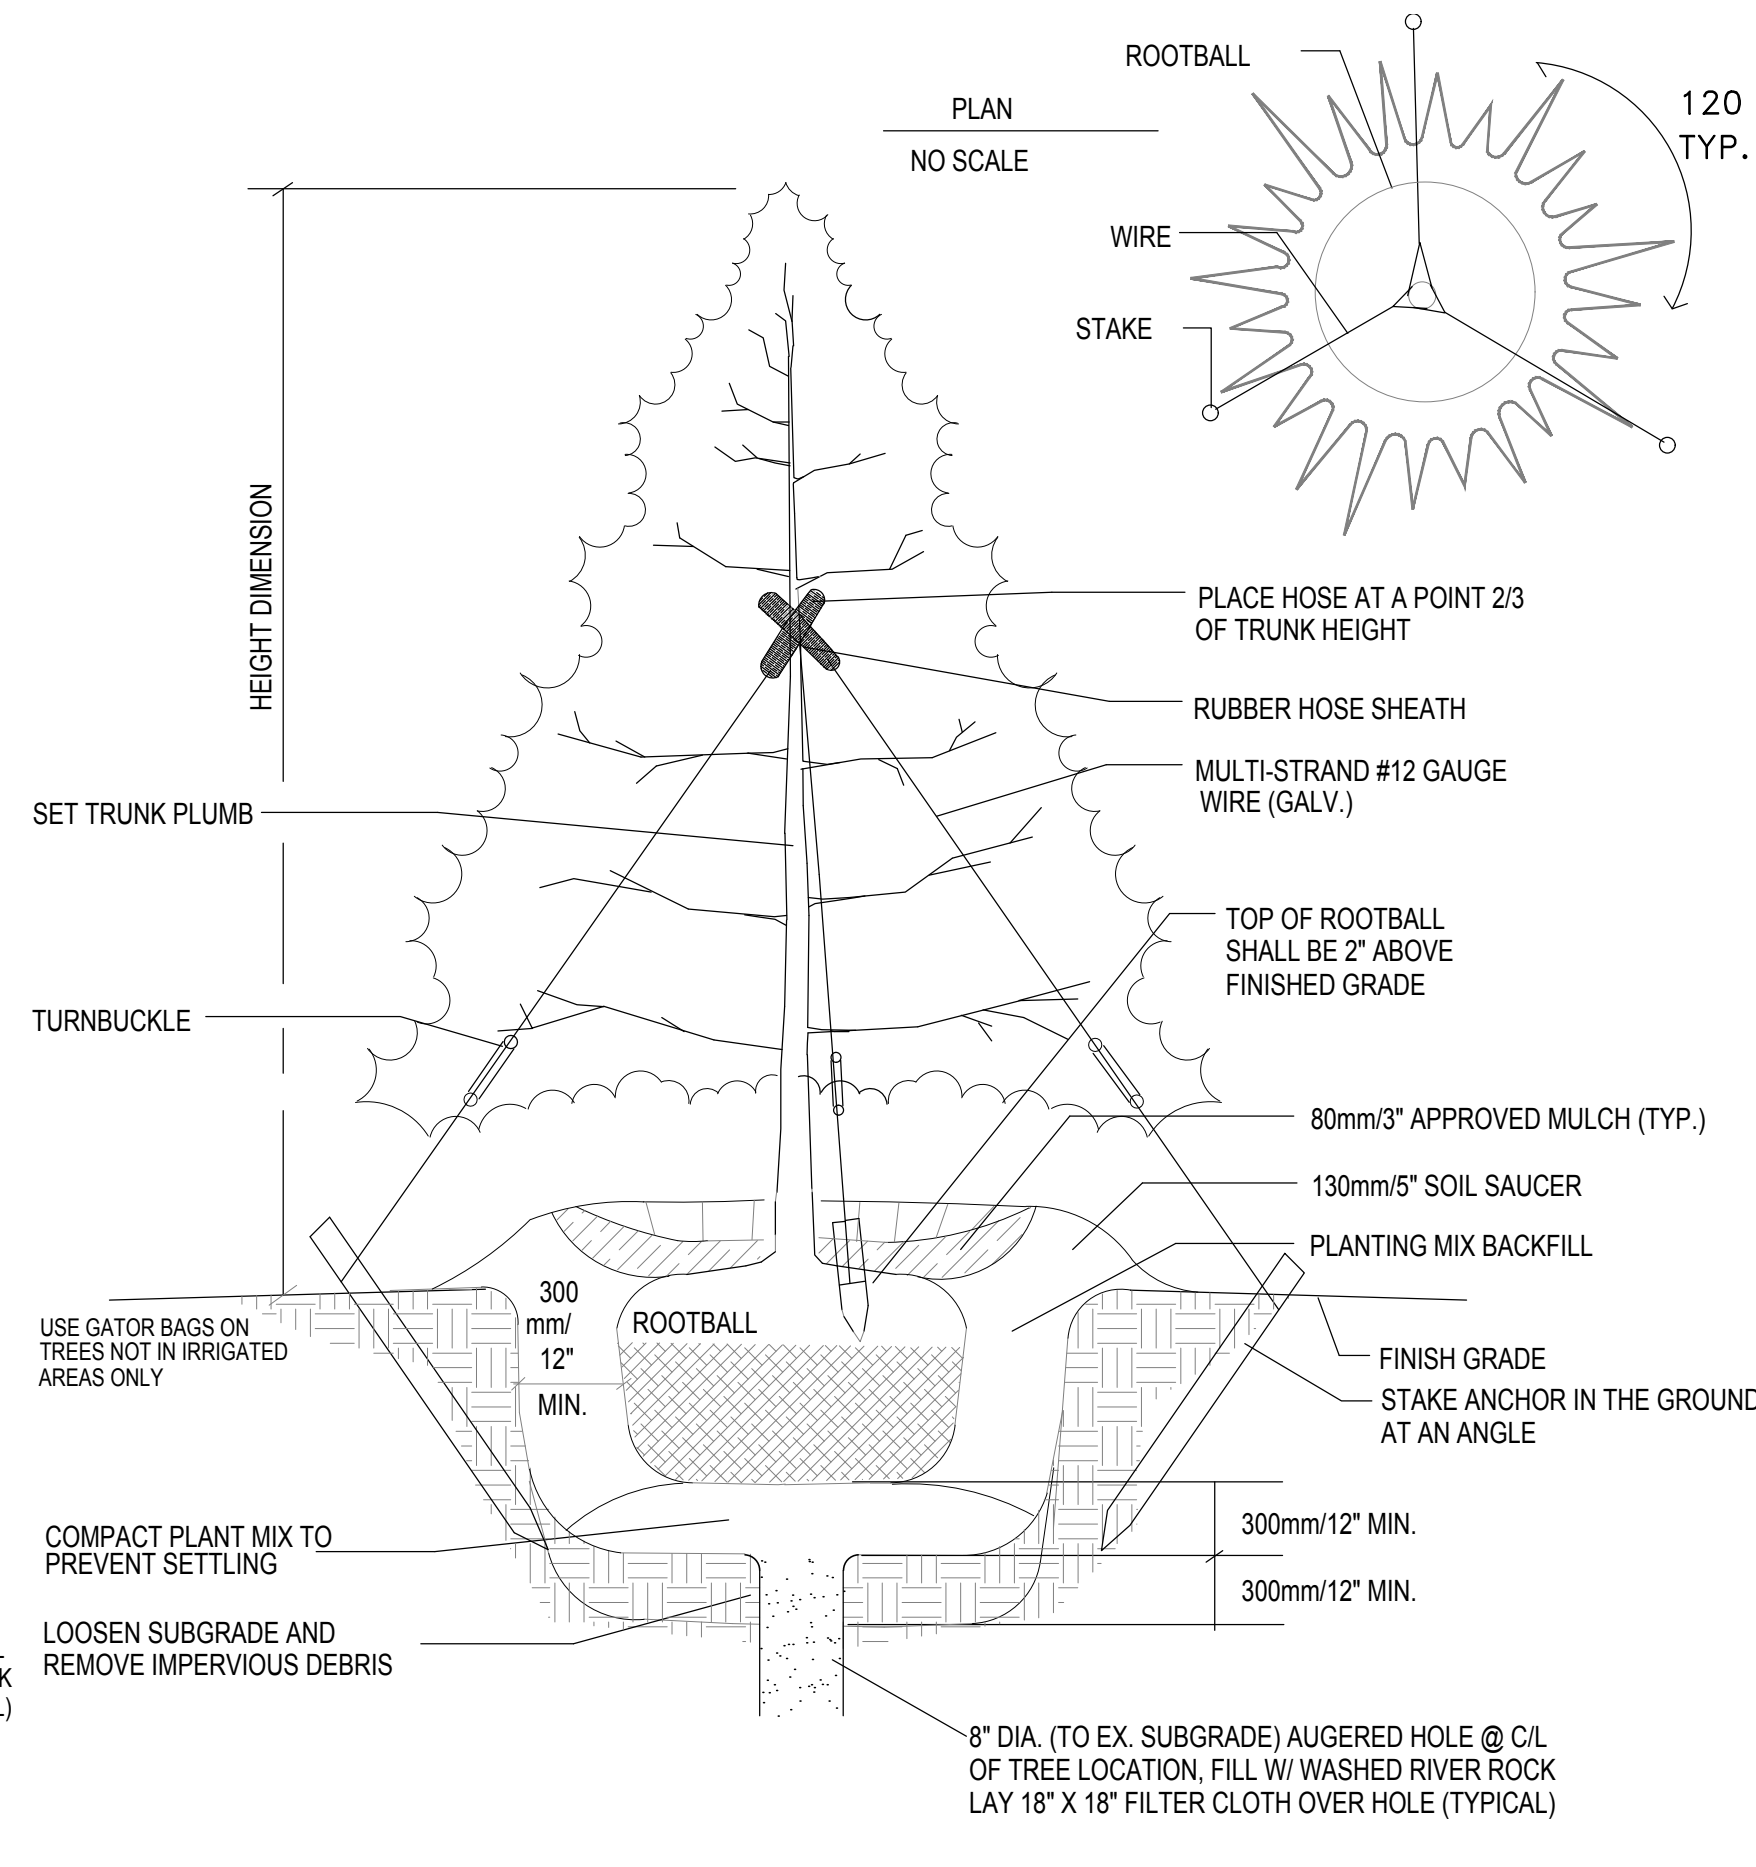 ROOTBALL
120
TYP.
PLAN
NO SCALE
WIRE
STAKE
HEIGHT DIMENSION
PLACE HOSE AT A POINT 2/3
OF TRUNK HEIGHT
RUBBER HOSE SHEATH
MULTI-STRAND #12 GAUGE
WIRE (GALV.)
SET TRUNK PLUMB
TOP OF ROOTBALL
SHALL BE 2" ABOVE
FINISHED GRADE
TURNBUCKLE
80mm/3" APPROVED MULCH (TYP.)
130mm/5" SOIL SAUCER
PLANTING MIX BACKFILL
300
mm/
12"
MIN.
ROOTBALL
USE GATOR BAGS ON
TREES NOT IN IRRIGATED
AREAS ONLY
FINISH GRADE
STAKE ANCHOR IN THE GROUND
AT AN ANGLE
300mm/12" MIN.
300mm/12" MIN.
COMPACT PLANT MIX TO
PREVENT SETTLING
LOOSEN SUBGRADE AND
REMOVE IMPERVIOUS DEBRIS
K
L)
8" DIA. (TO EX. SUBGRADE) AUGERED HOLE @ C/L
OF TREE LOCATION, FILL W/ WASHED RIVER ROCK
LAY 18" X 18" FILTER CLOTH OVER HOLE (TYPICAL)